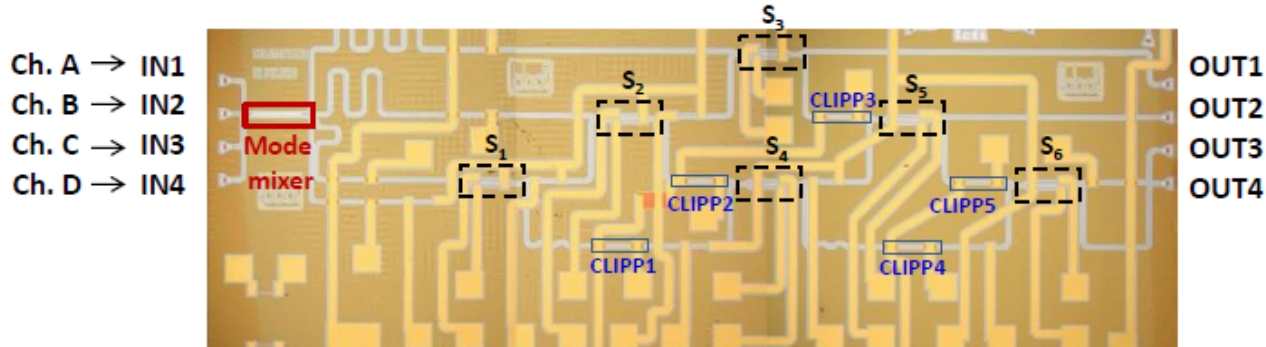 Ch. A → IN1
Ch. B → IN2
Ch. C → IN3
Ch. D → IN4
Mode
mixer
S1
S2
S3
S4
S5
S6
CLIPP1
CLIPP2
CLIPP3
CLIPP4
CLIPP5
OUT1
OUT2
OUT3
OUT4